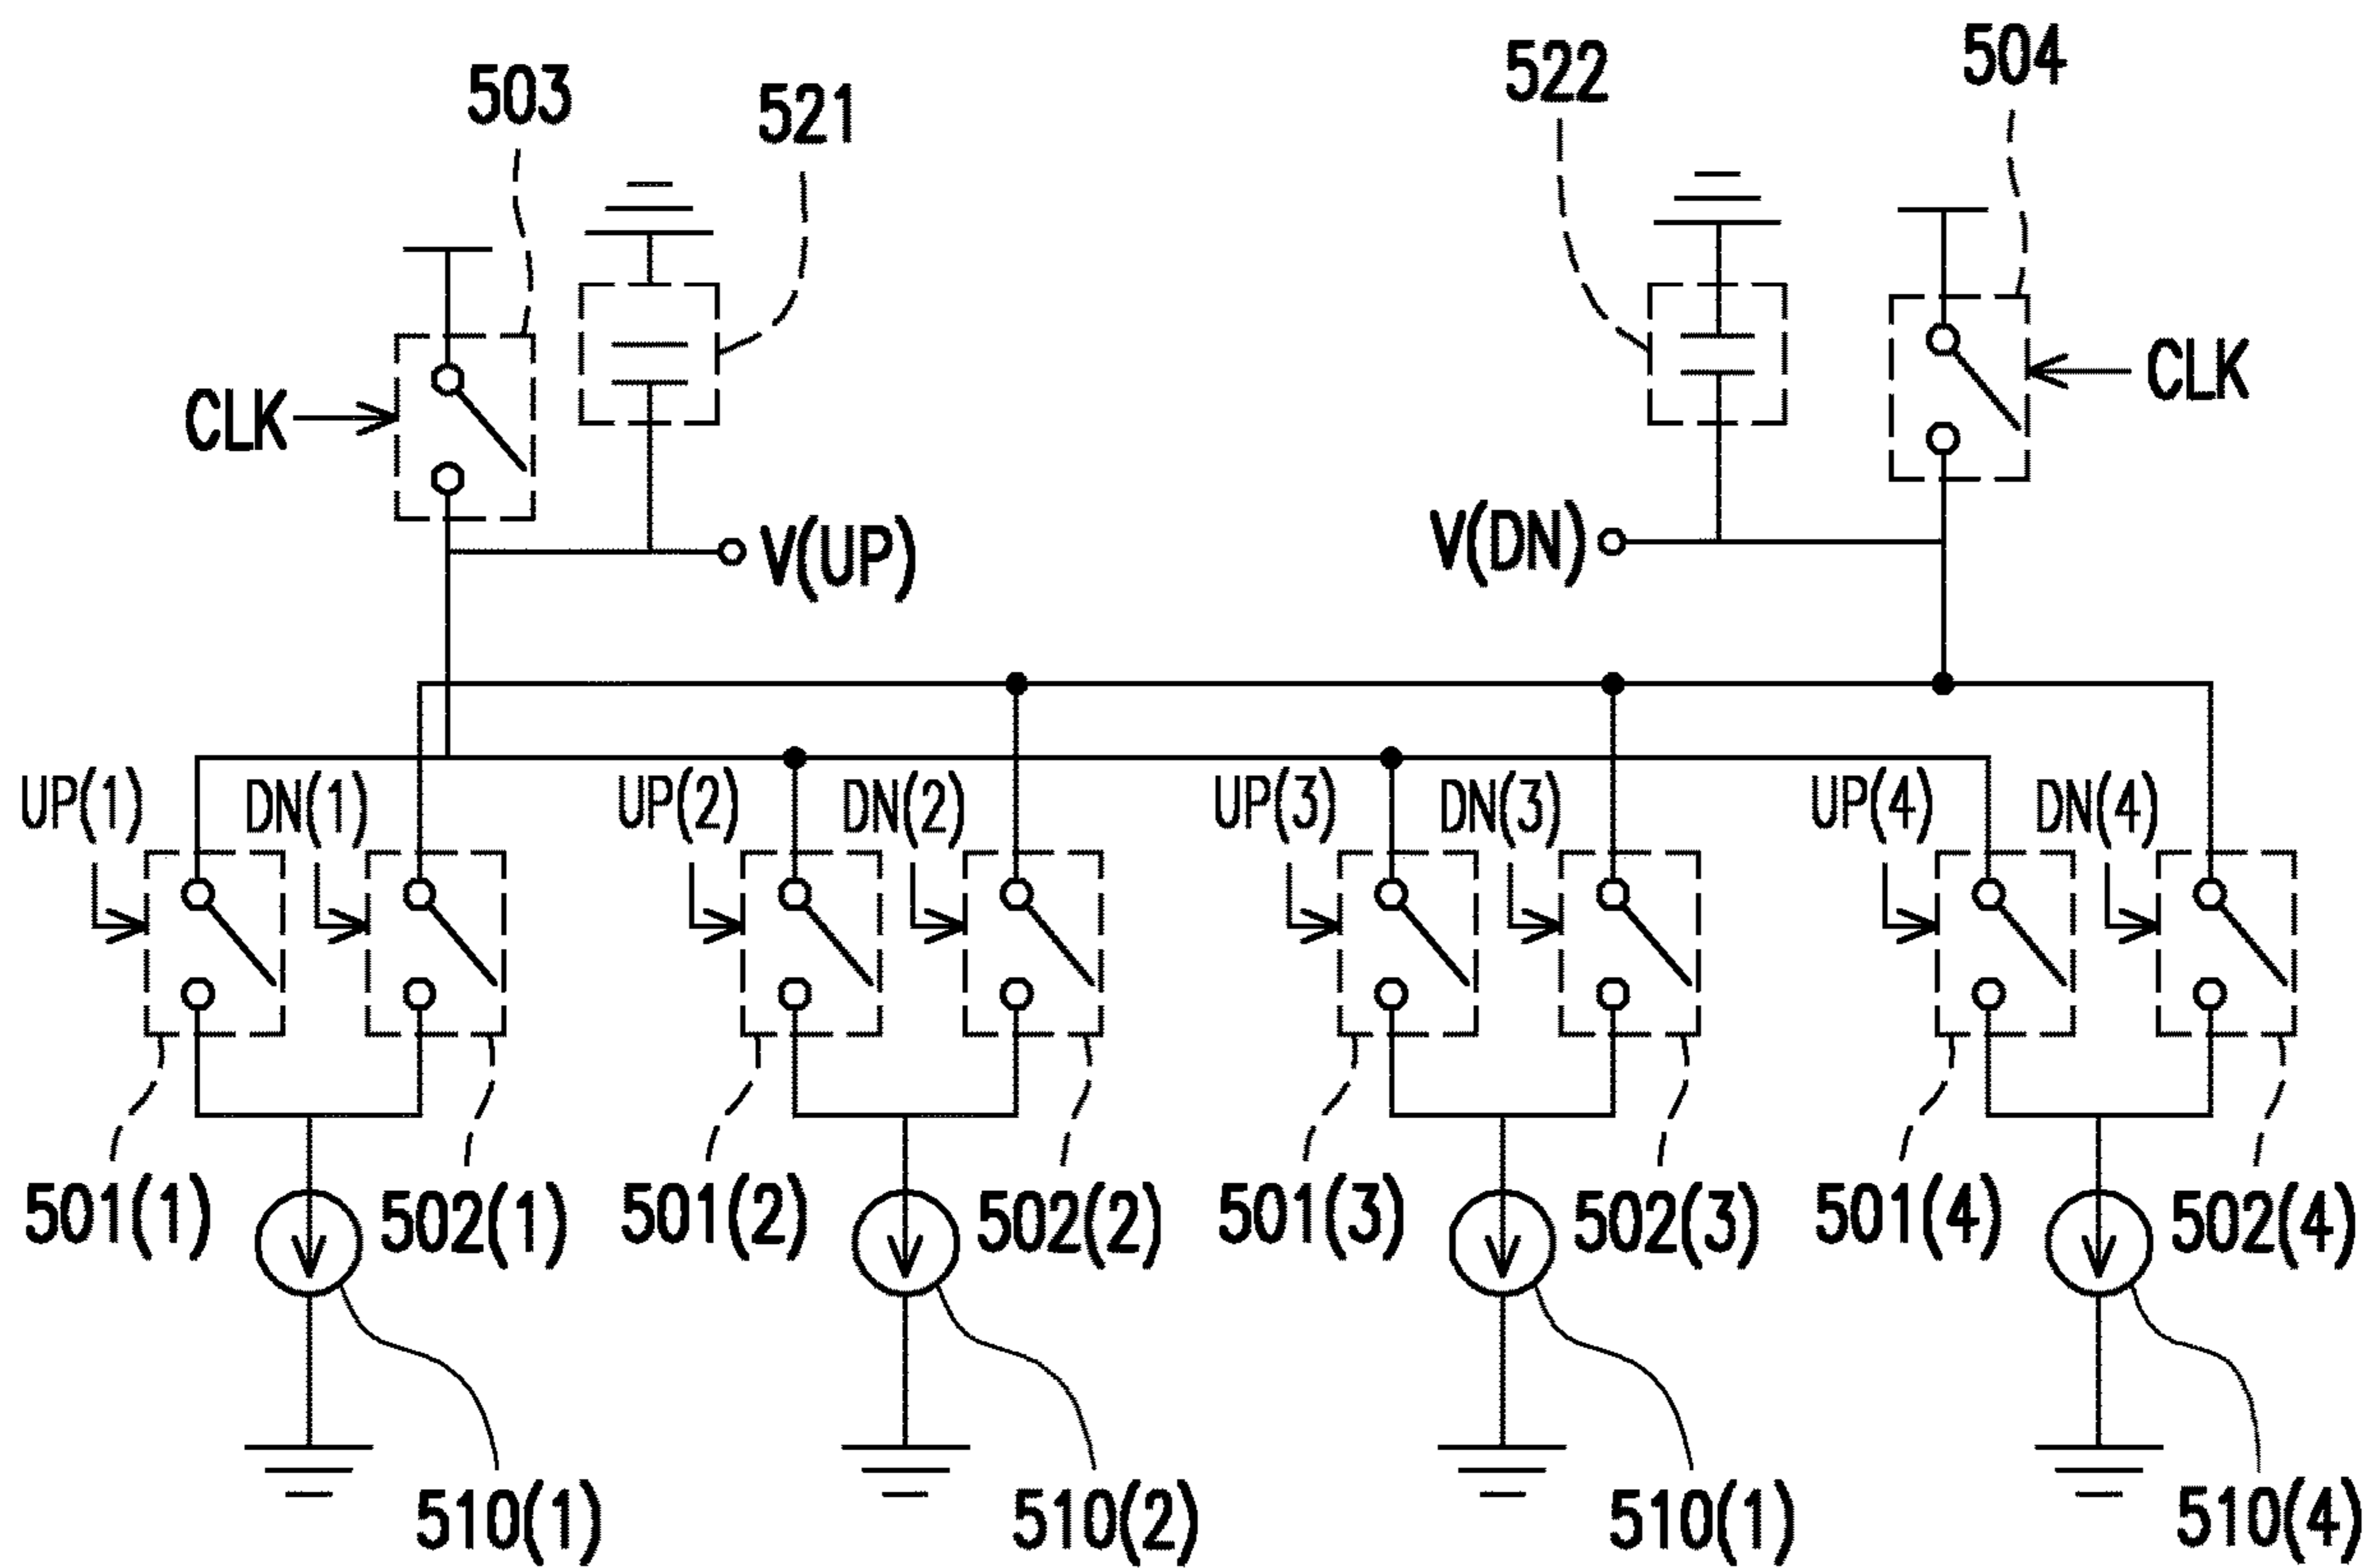 503
521
522
504
CLK
CLK
V(UP)
V(DN)
UP(1)
DN(1)
UP(2)
DN(2)
UP(3)
DN(3)
UP(4)
DN(4)
501(1)
502(1)
501(2)
502(2)
501(3)
502(3)
501(4)
502(4)
510(1)
510(2)
510(1)
510(4)